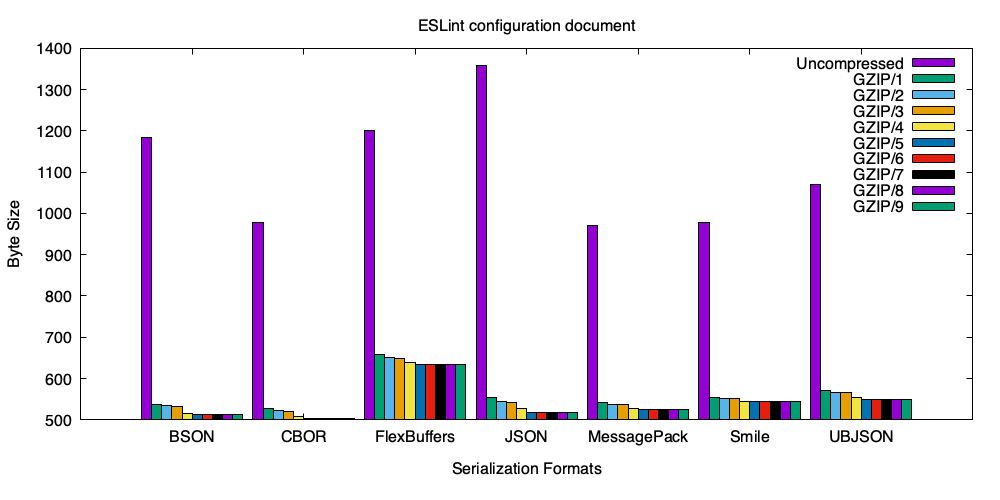 ESLint configuration document
1400
1300
1200
1100
1000
900
800
700
600
500
Byte Size
Uncompressed
GZIP/1
GZIP/2
GZIP/3
GZIP/4
GZIP/5
GZIP/6
GZIP/7
GZIP/8
GZIP/9
BSON CBOR FlexBuffers JSON MessagePack Smile UBJSON
Serialization Formats